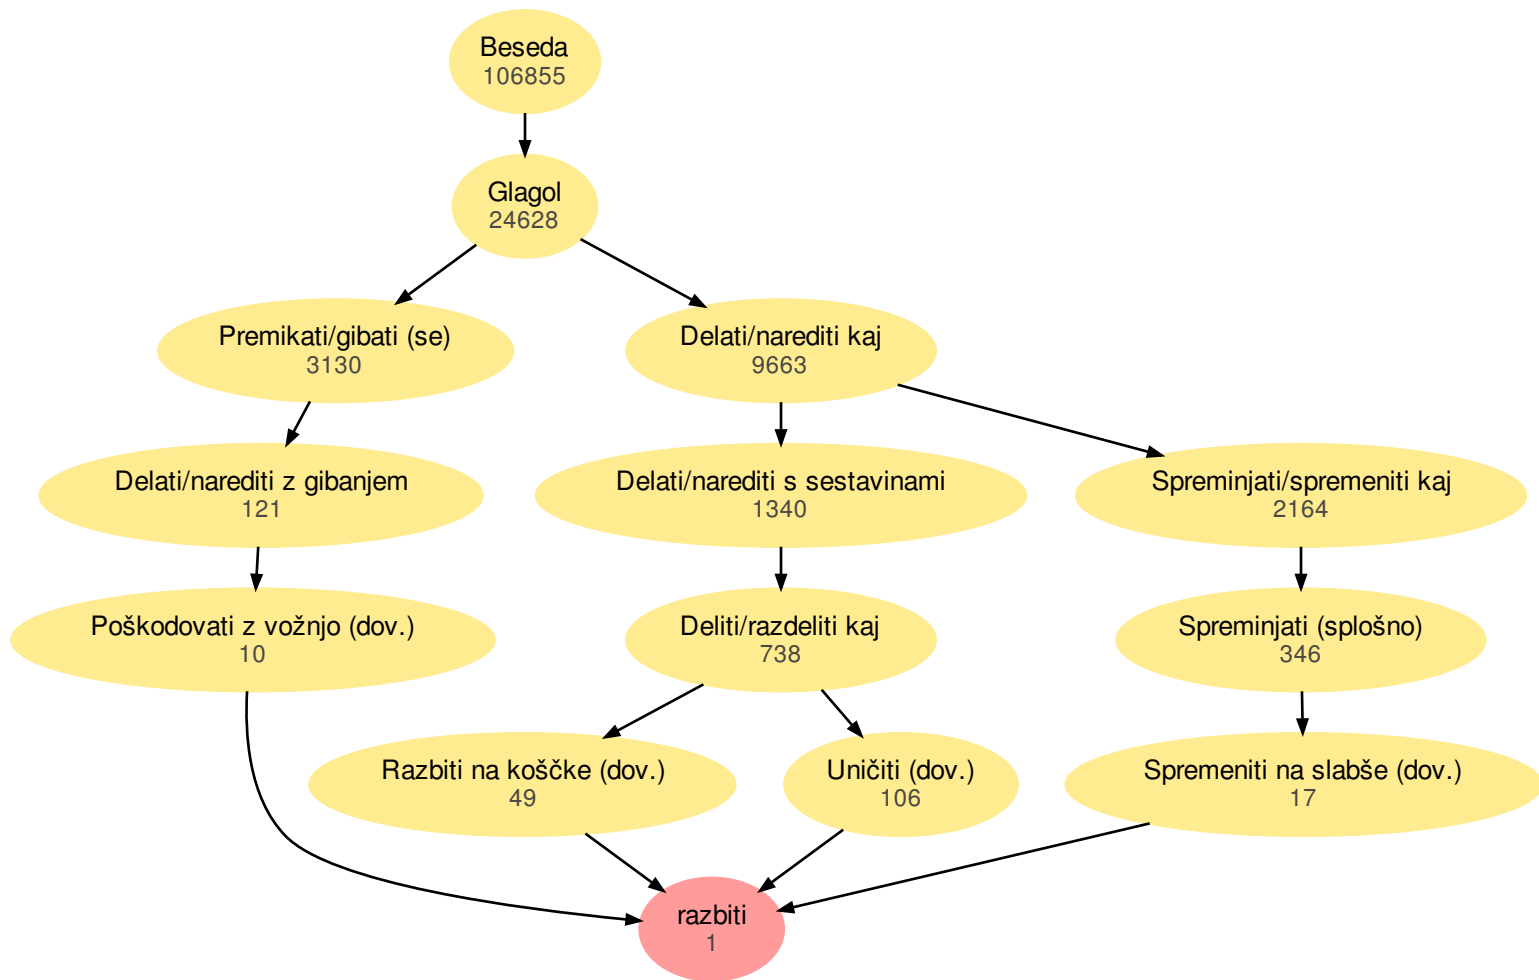 Beseda
106855
Glagol
24628
Premikati/gibati (se)
3130
Delati/narediti kaj
9663
Delati/narediti z gibanjem
121
Delati/narediti s sestavinami
1340
Spreminjati/spremeniti kaj
2164
Poškodovati z vožnjo (dov.)
10
Deliti/razdeliti kaj
738
Spreminjati (splošno)
346
Razbiti na koščke (dov.)
49
Uničiti (dov.)
106
Spremeniti na slabše (dov.)
17
razbiti
1